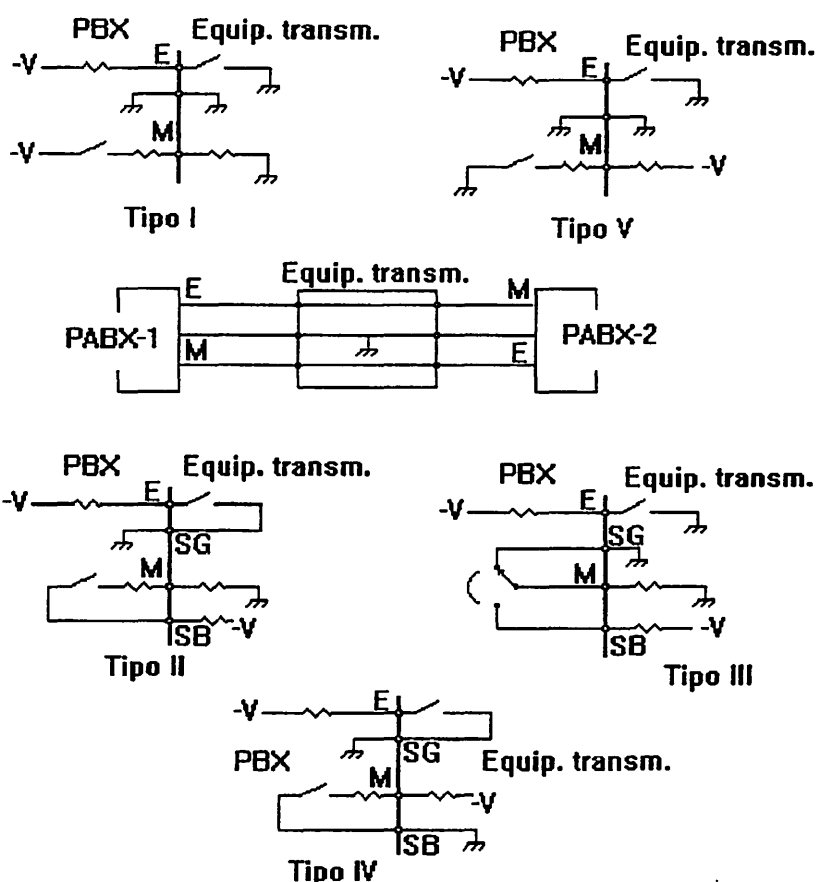 PBX Equip. transm.
-V E
M
-V
Tipo I
PBX Equip. transm.
-V E
M
-V
Tipo V
Equip. transm.
E M
PABX-1 PABX-2
M E
PBX Equip. transm.
-V E
SG
M
SB -V
Tipo II
PBX Equip. transm.
-V E
SG
M
SB -V
Tipo III
-V E
SG
PBX Equip. transm.
M
-V
SB
Tipo IV